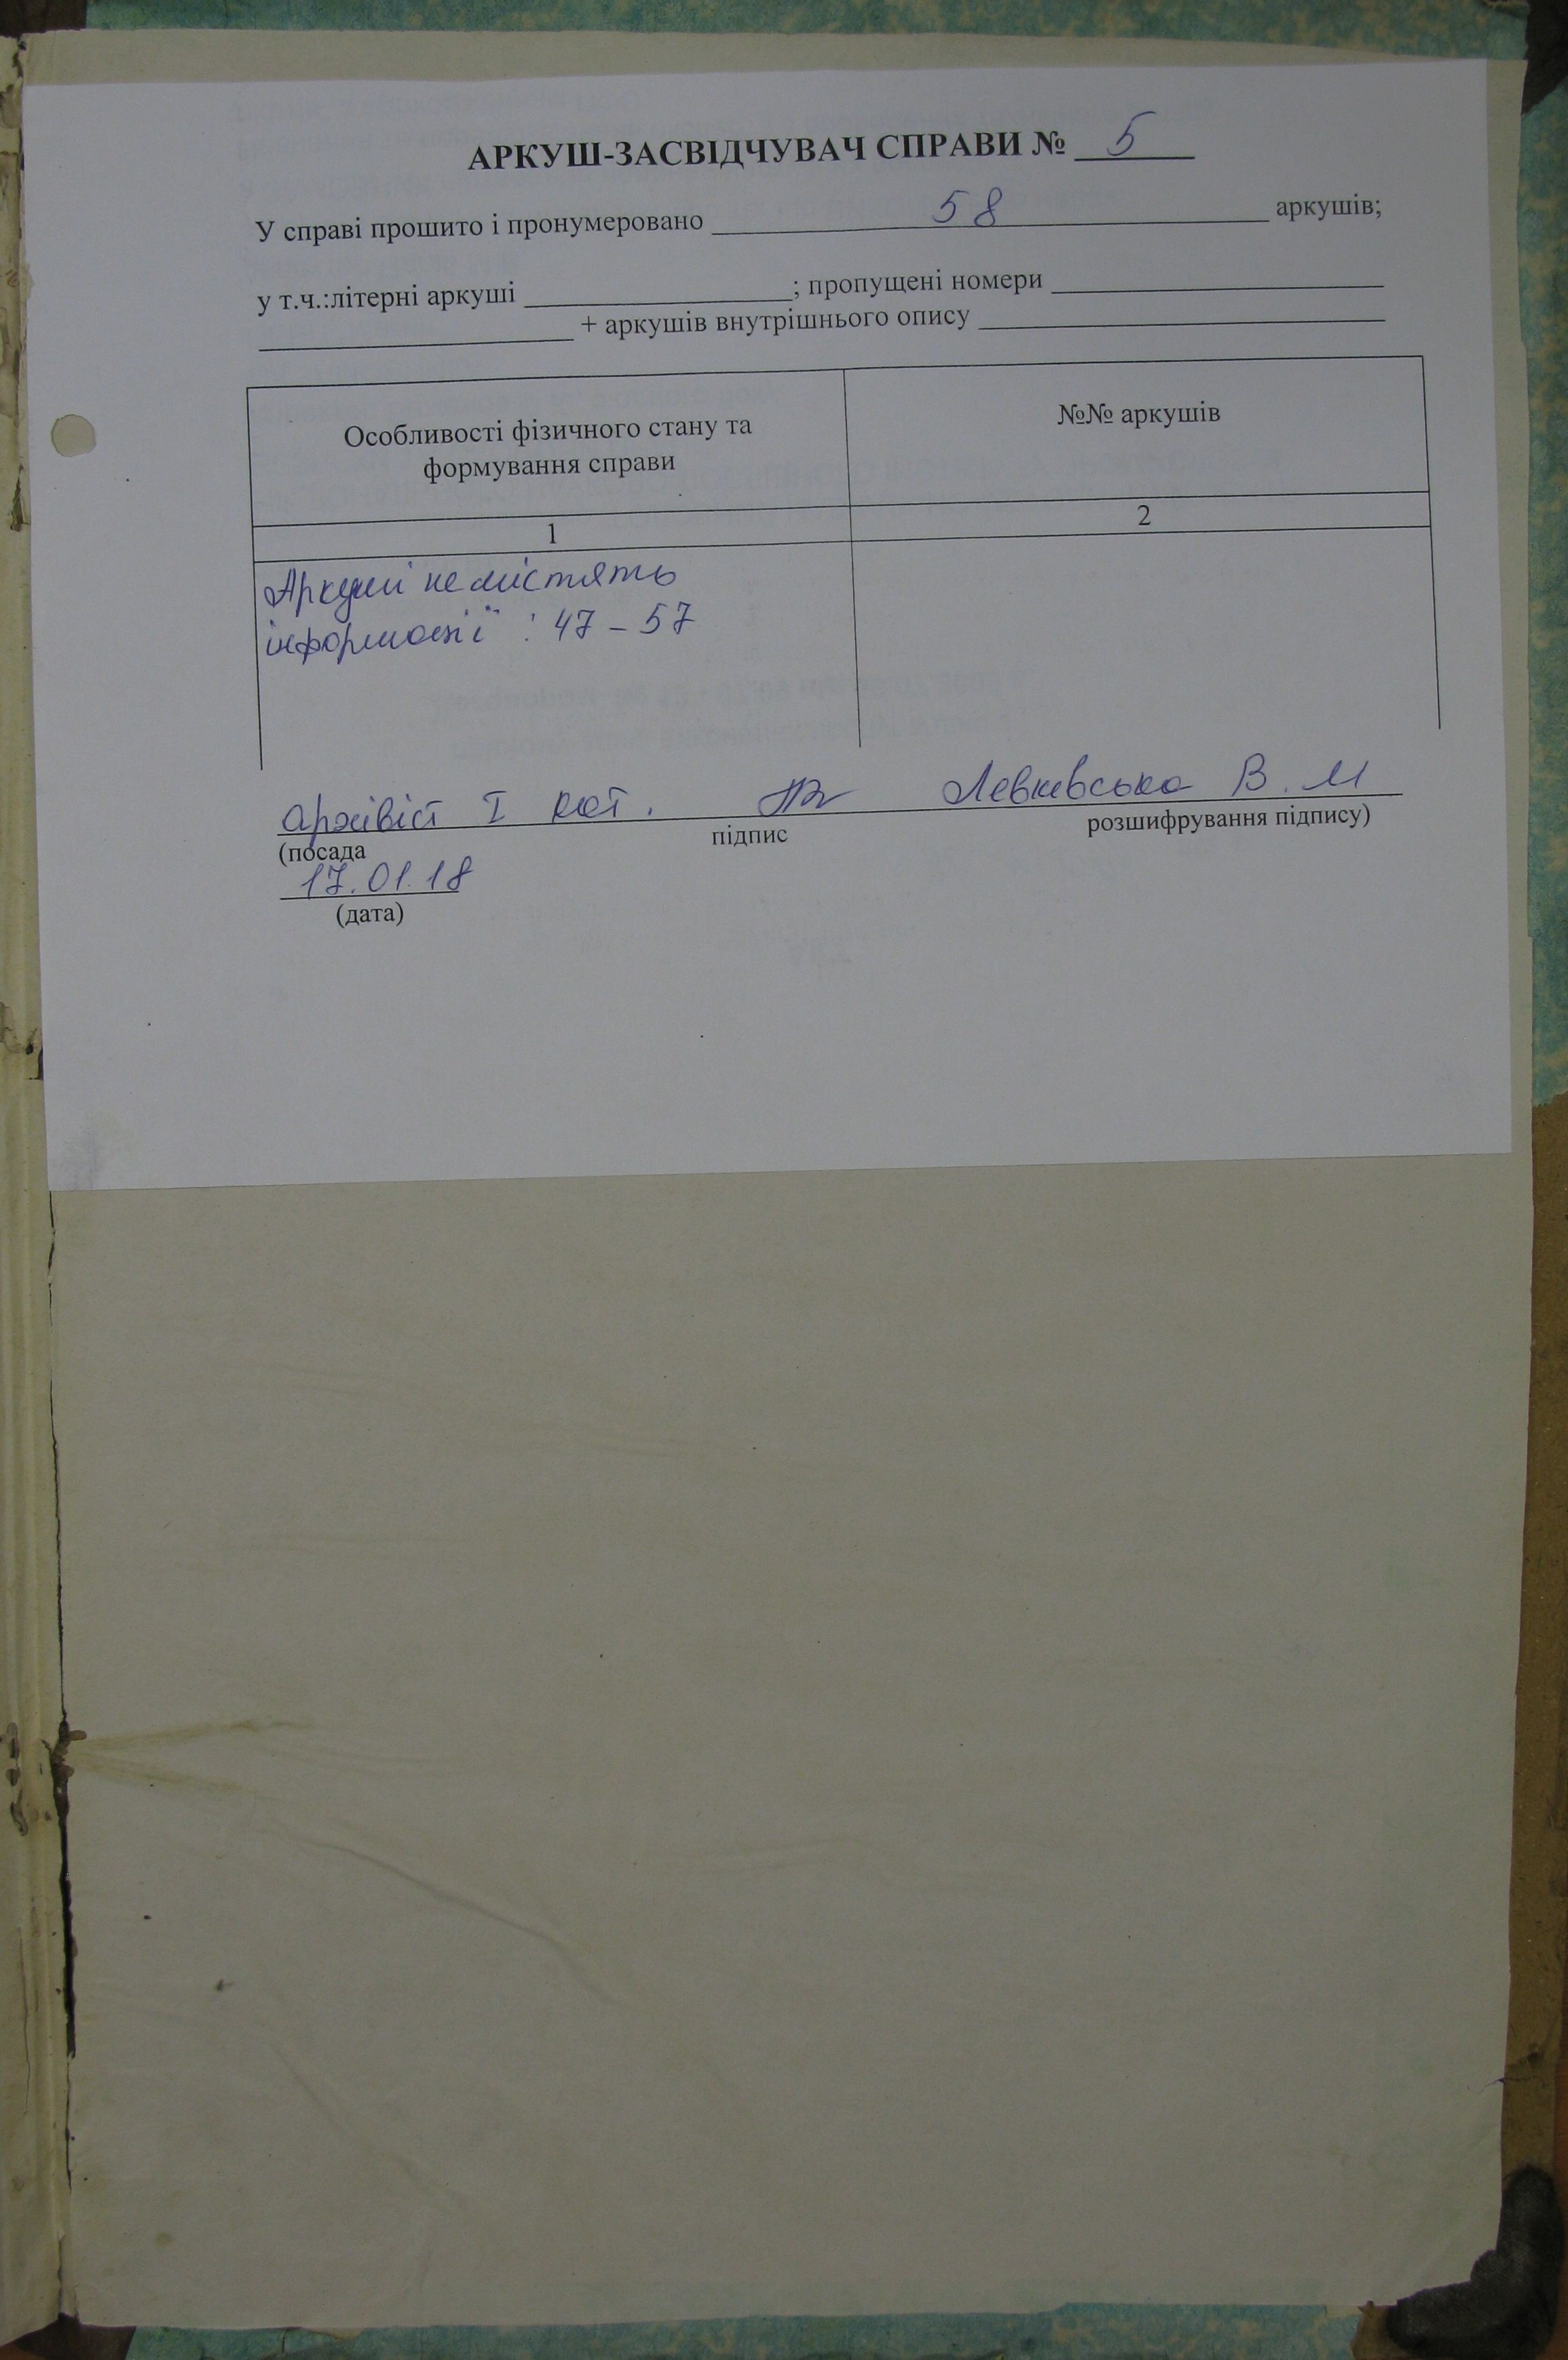 АРКУШ-ЗАСВІДЧУВАЧ СПРАВИ № 5
У справі прошито і пронумеровано 58 аркушів;
у т.ч.:літерні аркуші ; пропущені номери
+ аркушів внутрішнього опису
Особливості фізичного стану та
формування справи
№№ аркушів
1
2
Аркуші не містять
інформації : 47 – 57
архівіст І кат. Левківська В. М
(посада
підпис
розшифрування підпису)
17.01.18
(дата)